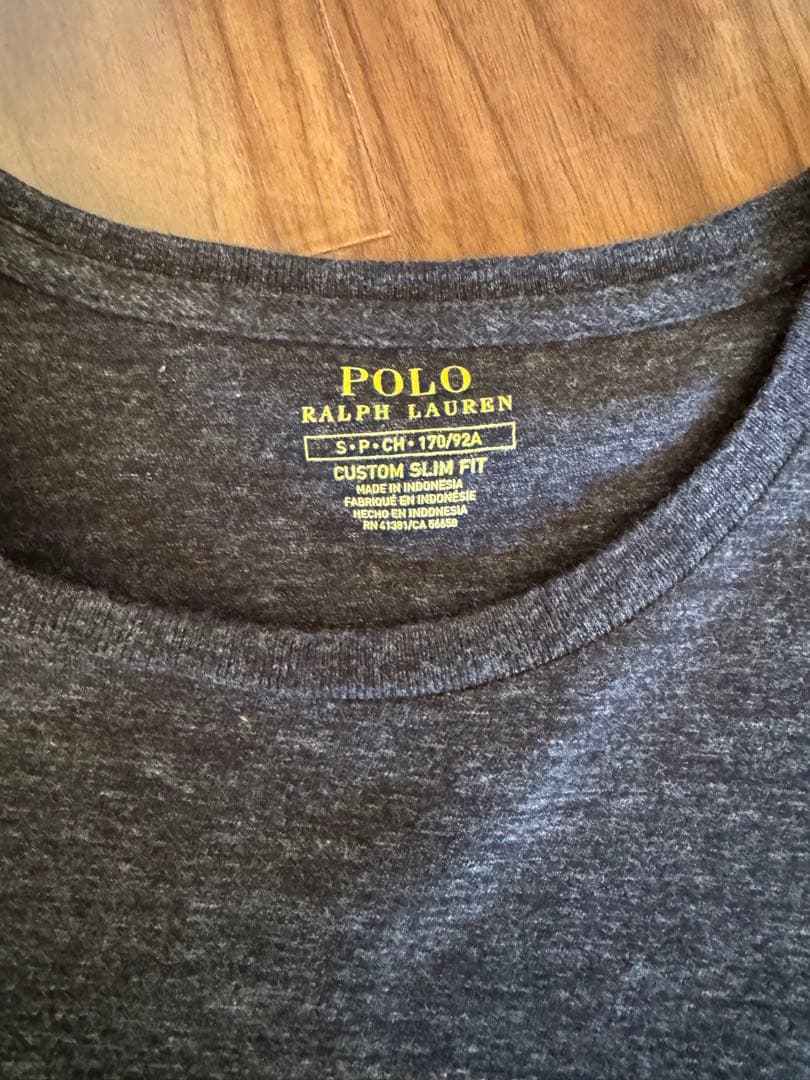 POLO
RALPH LAUREN
S•P•CH•170/92A
CUSTOM SLIM FIT
MADE IN INDONESIA
FABRIQUÉ EN INDONÉSIE
HECHO EN INDONESIA
RN 41381/CA 56650